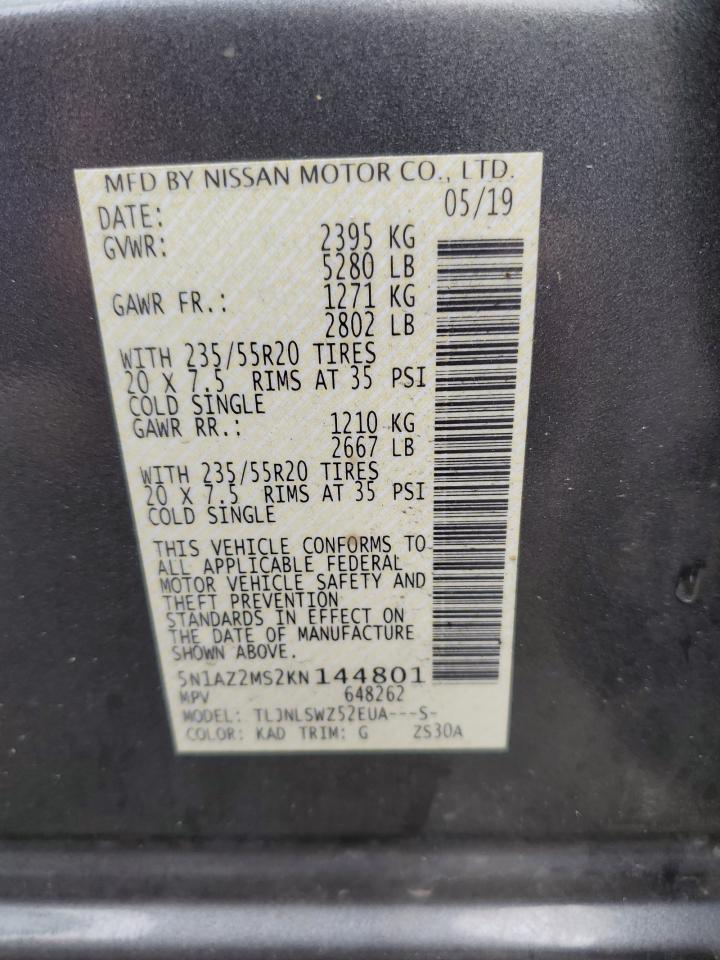 MFD BY NISSAN MOTOR CO., LTD.
DATE: 05/19
GVWR: 2395 KG
5280 LB
GAWR FR.: 1271 KG
2802 LB
WITH 235/55R20 TIRES
20 X 7.5 RIMS AT 35 PSI
COLD SINGLE
GAWR RR.: 1210 KG
2667 LB
WITH 235/55R20 TIRES
20 X 7.5 RIMS AT 35 PSI
COLD SINGLE
THIS VEHICLE CONFORMS TO
ALL APPLICABLE FEDERAL
MOTOR VEHICLE SAFETY AND
THEFT PREVENTION
STANDARDS IN EFFECT ON
THE DATE OF MANUFACTURE
SHOWN ABOVE.
5N1AZ2MS2KN144801
MPV 648262
MODEL: TLJNLSWZ52EUA---S-
COLOR: KAD TRIM: G ZS30A